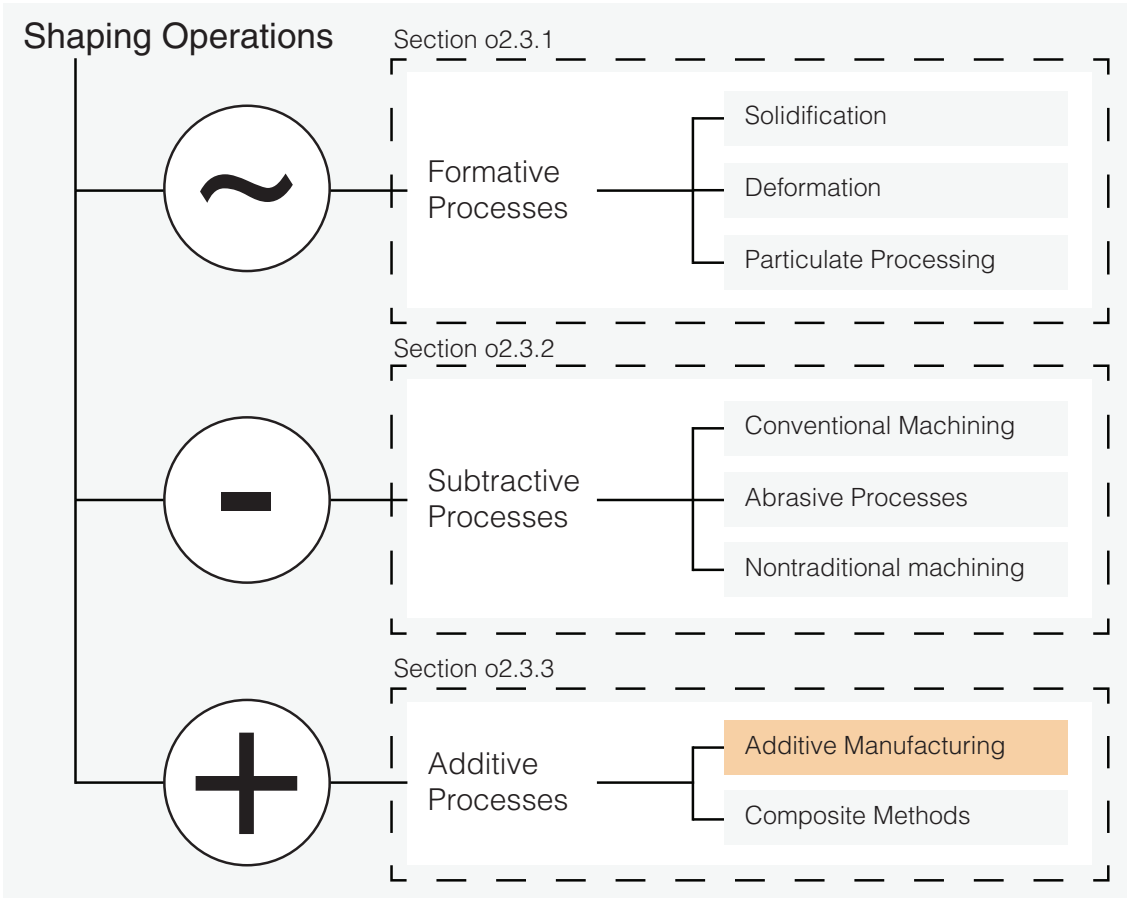 Shaping Operations
Section o2.3.1
~
Formative
Processes
Solidification
Deformation
Particulate Processing
Section o2.3.2
-
Subtractive
Processes
Conventional Machining
Abrasive Processes
Nontraditional machining
Section o2.3.3
+
Additive
Processes
Additive Manufacturing
Composite Methods